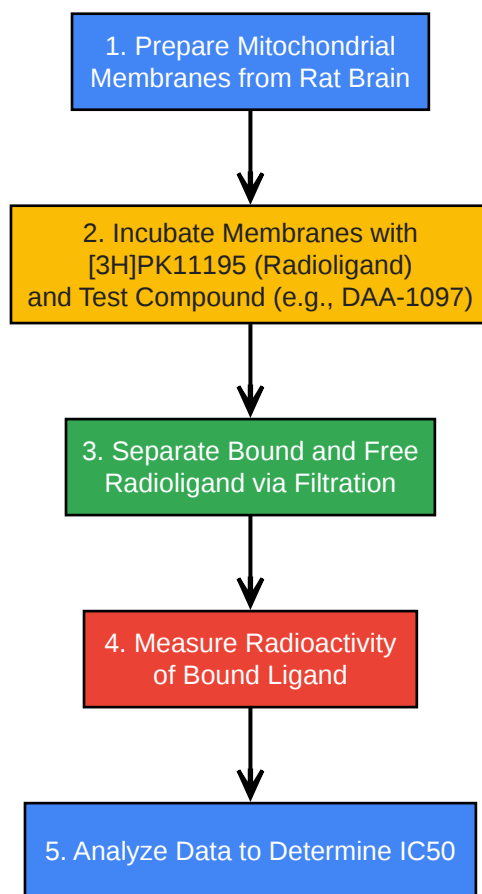 1. Prepare Mitochondrial
Membranes from Rat Brain
2. Incubate Membranes with
[3H]PK11195 (Radioligand)
and Test Compound (e.g., DAA-1097)
3. Separate Bound and Free
Radioligand via Filtration
4. Measure Radioactivity
of Bound Ligand
5. Analyze Data to Determine IC50